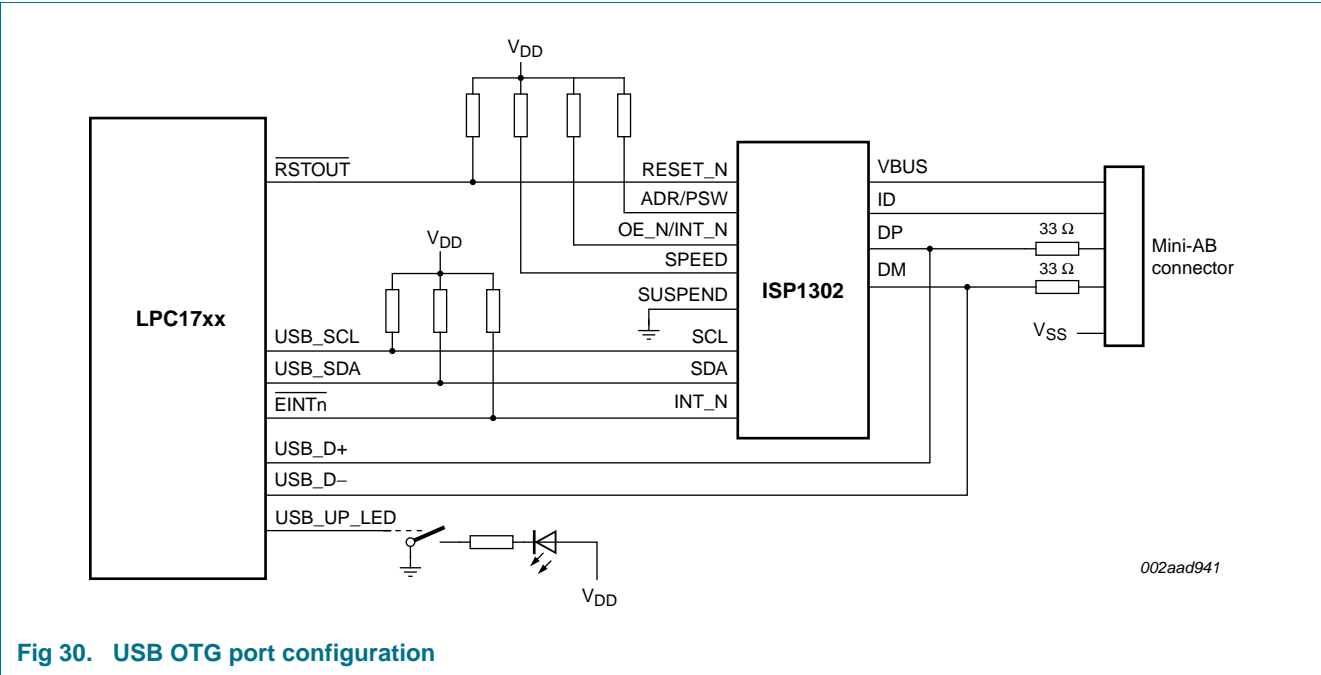 VDD
RSTOUT
RESET_N
VBUS
ADR/PSW
ID
OE_N/INT_N
DP
33 Ω
VDD
SPEED
DM
33 Ω
Mini-AB
connector
LPC17xx
SUSPEND
ISP1302
VSS
USB_SCL
SCL
USB_SDA
SDA
EINTn
INT_N
USB_D+
USB_D−
USB_UP_LED
VDD
002aad941
Fig 30. USB OTG port configuration